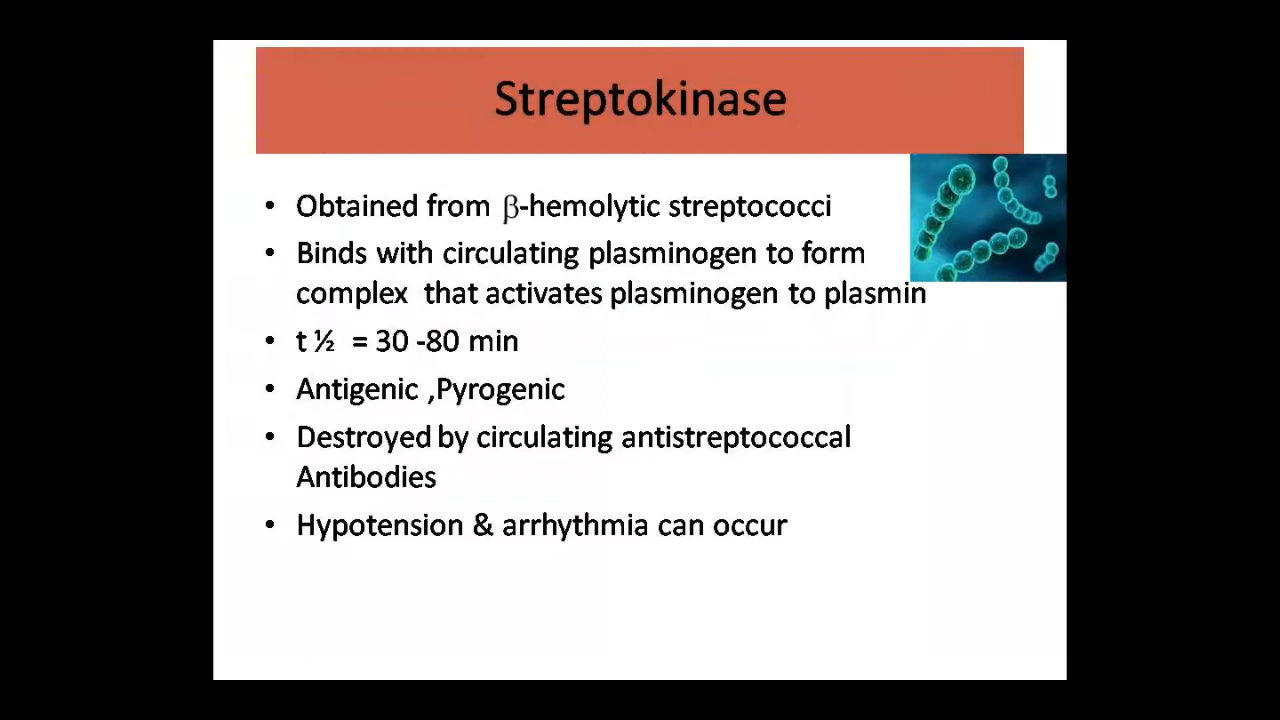 Streptokinase
• Obtained from β-hemolytic streptococci
• Binds with circulating plasminogen to form
complex that activates plasminogen to plasmin
• t ½ = 30 -80 min
• Antigenic ,Pyrogenic
• Destroyed by circulating antistreptococcal
Antibodies
• Hypotension & arrhythmia can occur